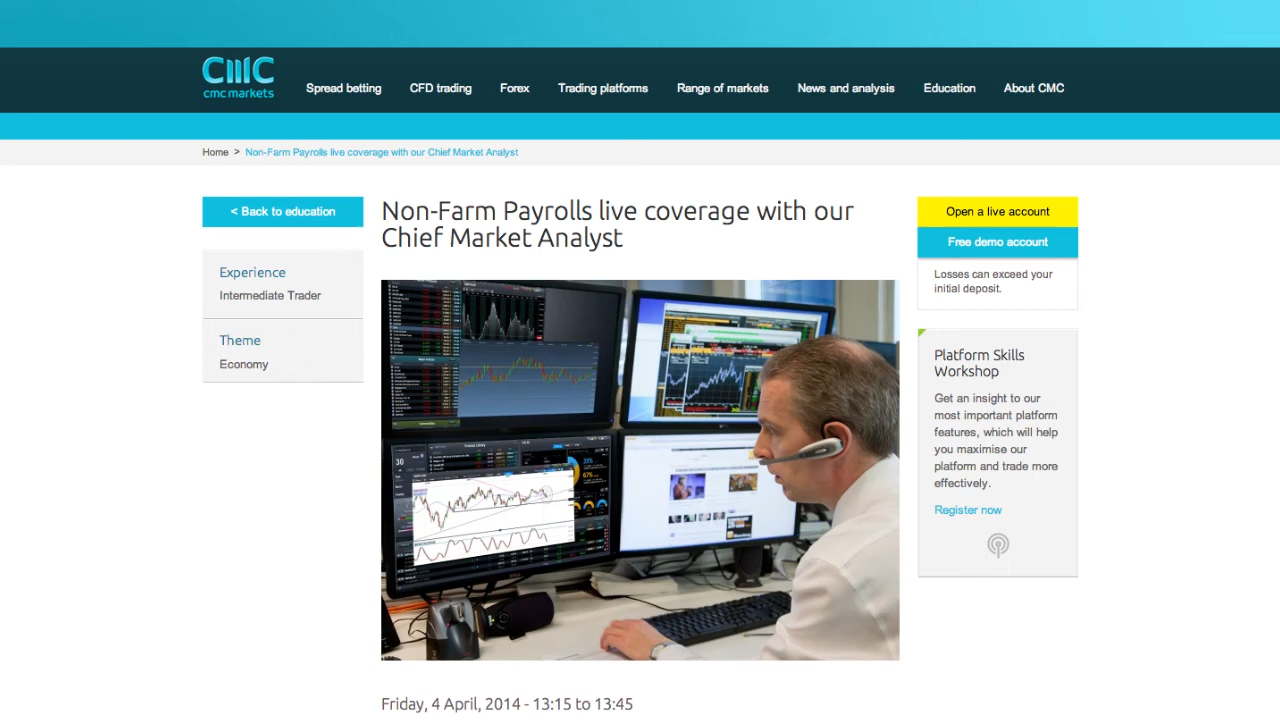 CMC
cmc markets
Spread betting
CFD trading
Forex
Trading platforms
Range of markets
News and analysis
Education
About CMC
Home > Non-Farm Payrolls live coverage with our Chief Market Analyst
< Back to education
Experience
Intermediate Trader
Theme
Economy
Non-Farm Payrolls live coverage with our
Chief Market Analyst
30
33%
67%
Friday, 4 April, 2014 - 13:15 to 13:45
Open a live account
Free demo account
Losses can exceed your
initial deposit.
Platform Skills
Workshop
Get an insight to our
most important platform
features, which will help
you maximise our
platform and trade more
effectively.
Register now